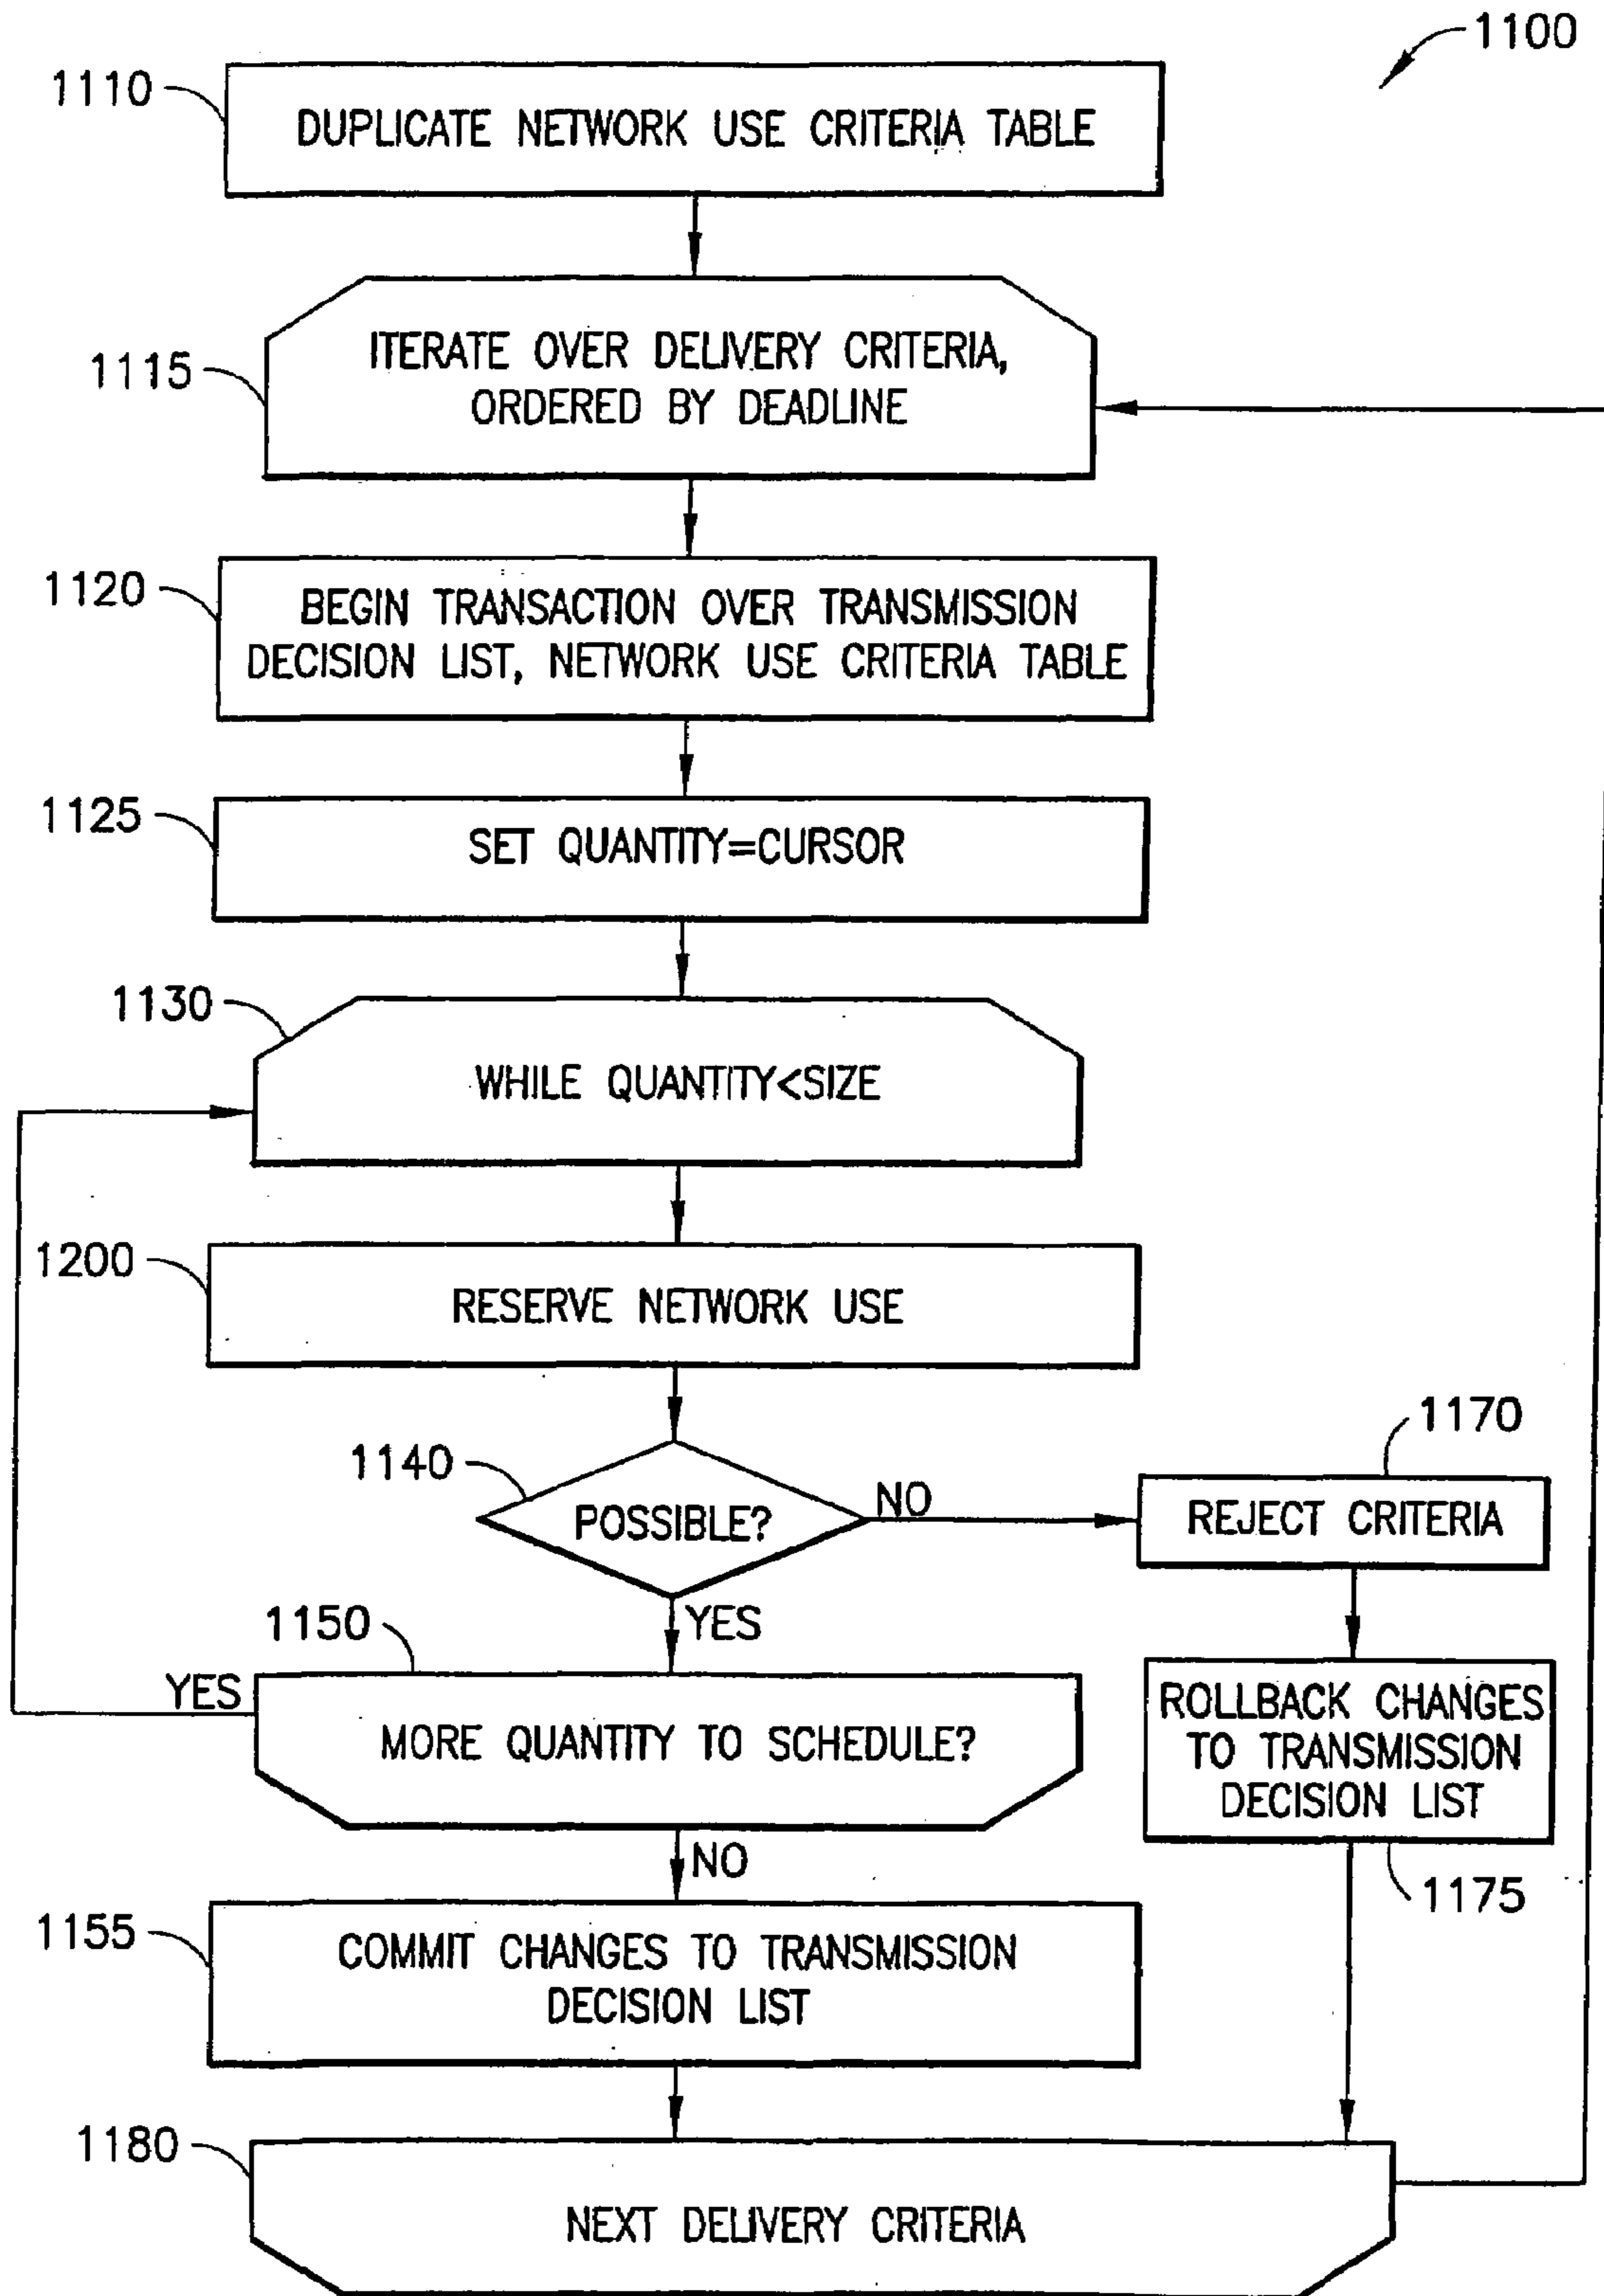 1100
1110
DUPLICATE NETWORK USE CRITERIA TABLE
1115
ITERATE OVER DELIVERY CRITERIA,
ORDERED BY DEADLINE
1120
BEGIN TRANSACTION OVER TRANSMISSION
DECISION LIST, NETWORK USE CRITERIA TABLE
1125
SET QUANTITY=CURSOR
1130
WHILE QUANTITY<SIZE
1200
RESERVE NETWORK USE
1140
POSSIBLE?
NO
1170
REJECT CRITERIA
YES
1150
YES
MORE QUANTITY TO SCHEDULE?
ROLLBACK CHANGES
TO TRANSMISSION
DECISION LIST
1175
NO
1155
COMMIT CHANGES TO TRANSMISSION
DECISION LIST
1180
NEXT DELIVERY CRITERIA